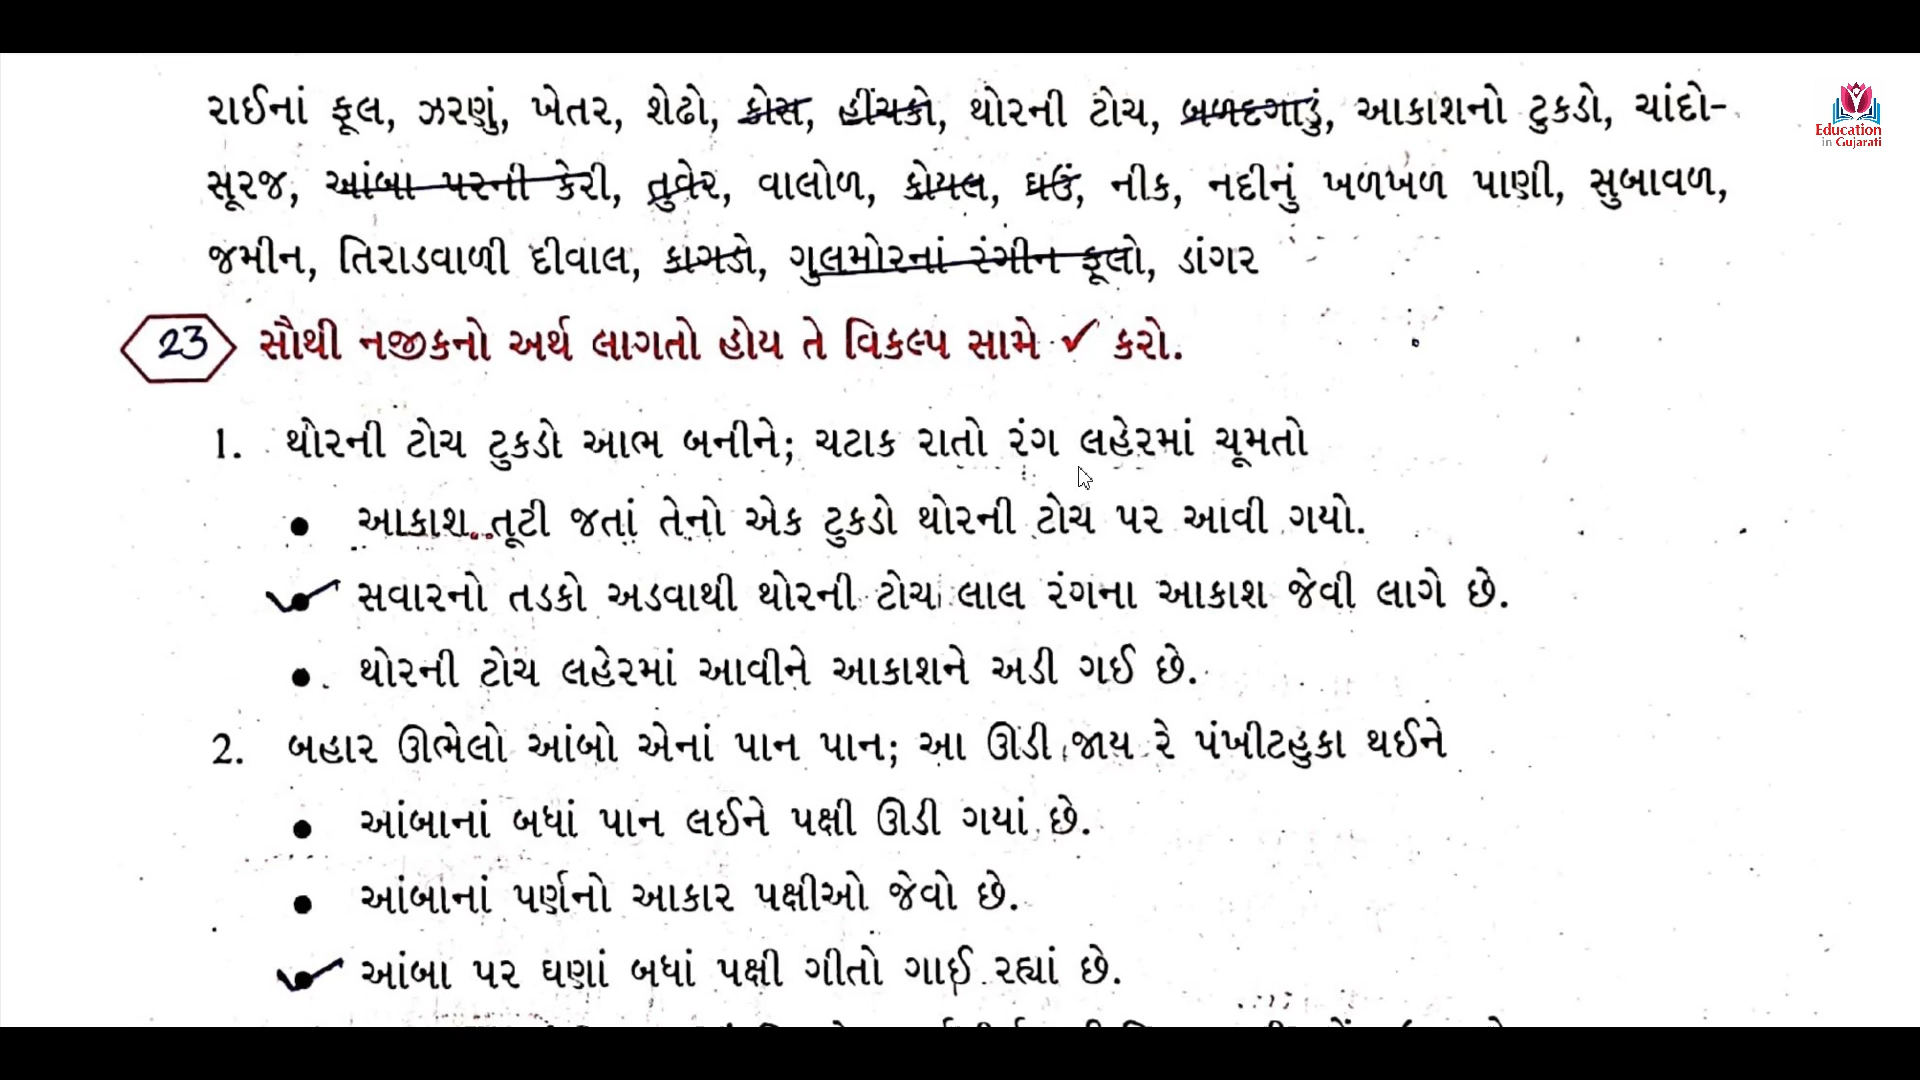 રાઈનાં ફૂલ, ઝરણું, ખેતર, શેઢો, કોસ, હીંચકો, થોરની ટોચ, બળદગાડું, આકાશનો ટુકડો, ચાંદો-
સૂરજ, આંબા પરની કેરી, તુવેર, વાલોળ, કોયલ, ઘઉં, નીક, નદીનું ખળખળ પાણી, સુબાવળ,
જમીન, તિરાડવાળી દીવાલ, કાગડો, ગુલમોરનાં રંગીન ફૂલો, ડાંગર
Education
in Gujarati
23 સૌથી નજીકનો અર્થ લાગતો હોય તે વિકલ્પ સામે ✓ કરો.
1. થોરની ટોચ ટુકડો આભ બનીને; ચટાક રાતો રંગ લહેરમાં ચૂમતો
● આકાશ તૂટી જતાં તેનો એક ટુકડો થોરની ટોચ પર આવી ગયો.
✓● સવારનો તડકો અડવાથી થોરની ટોચ લાલ રંગના આકાશ જેવી લાગે છે.
● થોરની ટોચ લહેરમાં આવીને આકાશને અડી ગઈ છે.
2. બહાર ઊભેલો આંબો એનાં પાન પાન; આ ઊડી જાય રે પંખીટહુકા થઈને
● આંબાનાં બધાં પાન લઈને પક્ષી ઊડી ગયાં છે.
● આંબાનાં પર્ણનો આકાર પક્ષીઓ જેવો છે.
✓● આંબા પર ઘણાં બધાં પક્ષી ગીતો ગાઈ રહ્યાં છે.